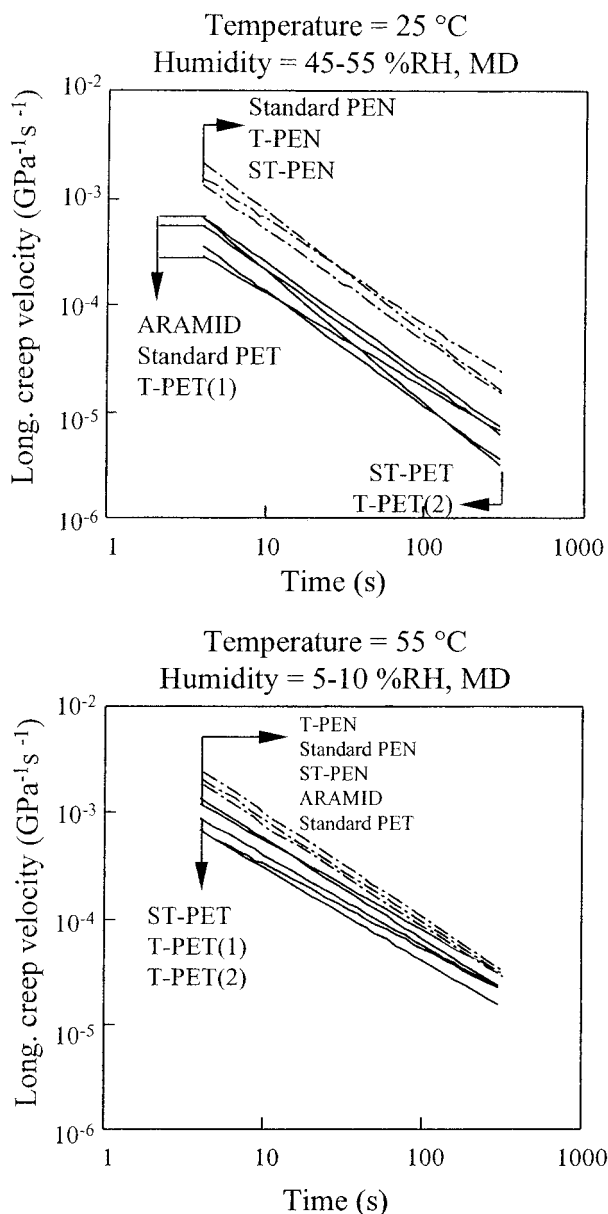 Temperature = 25 °C
Humidity = 45-55 %RH, MD
Long. creep velocity (GPa⁻¹s⁻¹)
10⁻²
10⁻³
10⁻⁴
10⁻⁵
10⁻⁶
Standard PEN
T-PEN
ST-PEN
ARAMID
Standard PET
T-PET(1)
ST-PET
T-PET(2)
1 10 100 1000
Time (s)
Temperature = 55 °C
Humidity = 5-10 %RH, MD
Long. creep velocity (GPa⁻¹s⁻¹)
10⁻²
10⁻³
10⁻⁴
10⁻⁵
10⁻⁶
T-PEN
Standard PEN
ST-PEN
ARAMID
Standard PET
ST-PET
T-PET(1)
T-PET(2)
1 10 100 1000
Time (s)